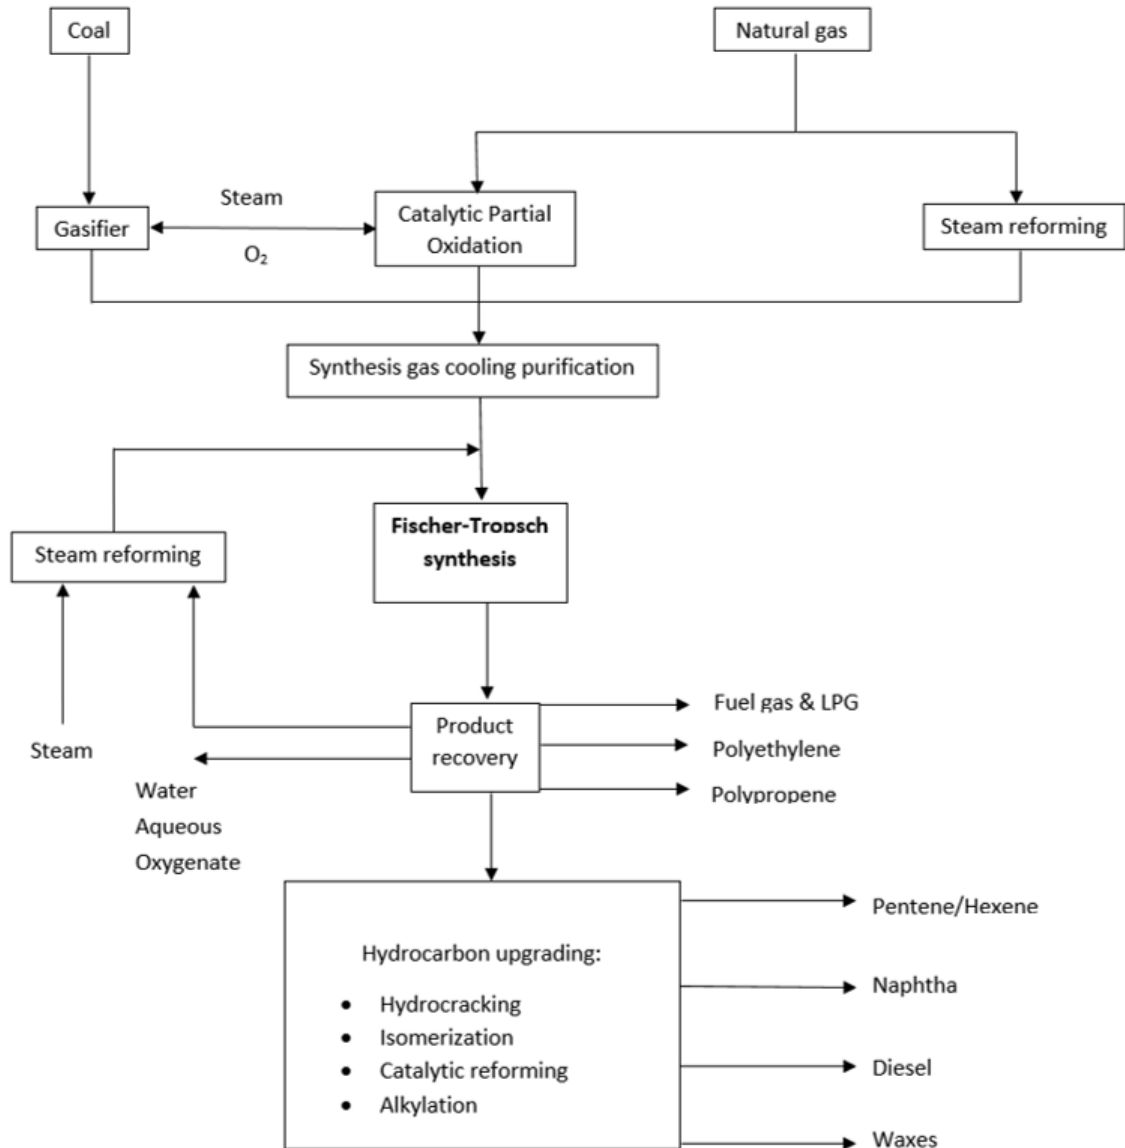 Coal
Natural gas
Steam
Catalytic Partial
Oxidation
Gasifier
Steam reforming
O₂
Synthesis gas cooling purification
Fischer-Tropsch
synthesis
Steam reforming
Fuel gas & LPG
Product
recovery
Steam
Polyethylene
Water
Polypropene
Aqueous
Oxygenate
Pentene/Hexene
Hydrocarbon upgrading:
Naphtha
• Hydrocracking
• Isomerization
• Catalytic reforming
Diesel
• Alkylation
Waxes